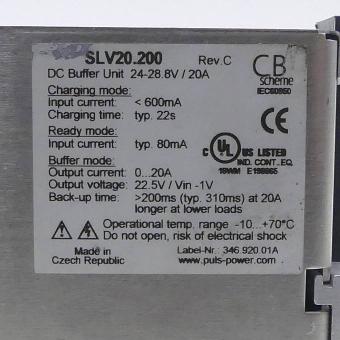 SLV20.200 Rev.C
DC Buffer Unit 24-28.8V / 20A
CB
scheme
IEC60950
Charging mode:
Input current: < 600mA
Charging time: typ. 22s
Ready mode:
Input current: typ. 80mA
Buffer mode:
Output current: 0...20A
Output voltage: 22.5V / Vin -1V
Back-up time: >200ms (typ. 310ms) at 20A
longer at lower loads
CE
C UL US LISTED
IND. CONT. EQ.
18WM E198865
Operational temp. range -10...+70°C
Do not open, risk of electrical shock
Made in
Czech Republic
Label-Nr.: 346.920.01A
www.puls-power.com